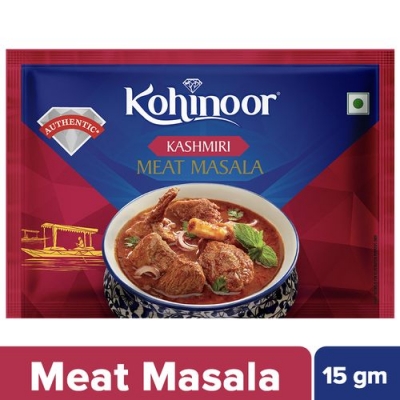 Kohinoor
AUTHENTIC*
KASHMIRI
MEAT MASALA
Meat Masala
15 gm